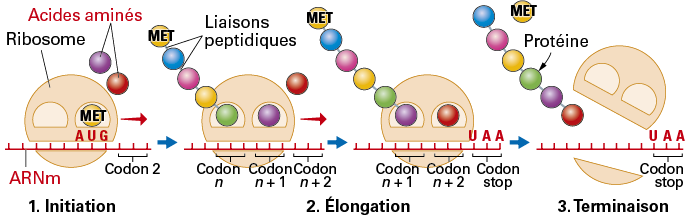 Acides aminés
Ribosome
MET
AUG
Codon 2
ARNm
1. Initiation
MET
Liaisons
peptidiques
Codon
n
Codon
n + 1
Codon
n + 2
2. Élongation
MET
UAA
Codon
n + 1
Codon
n + 2
Codon
stop
MET
Protéine
UAA
Codon
stop
3. Terminaison